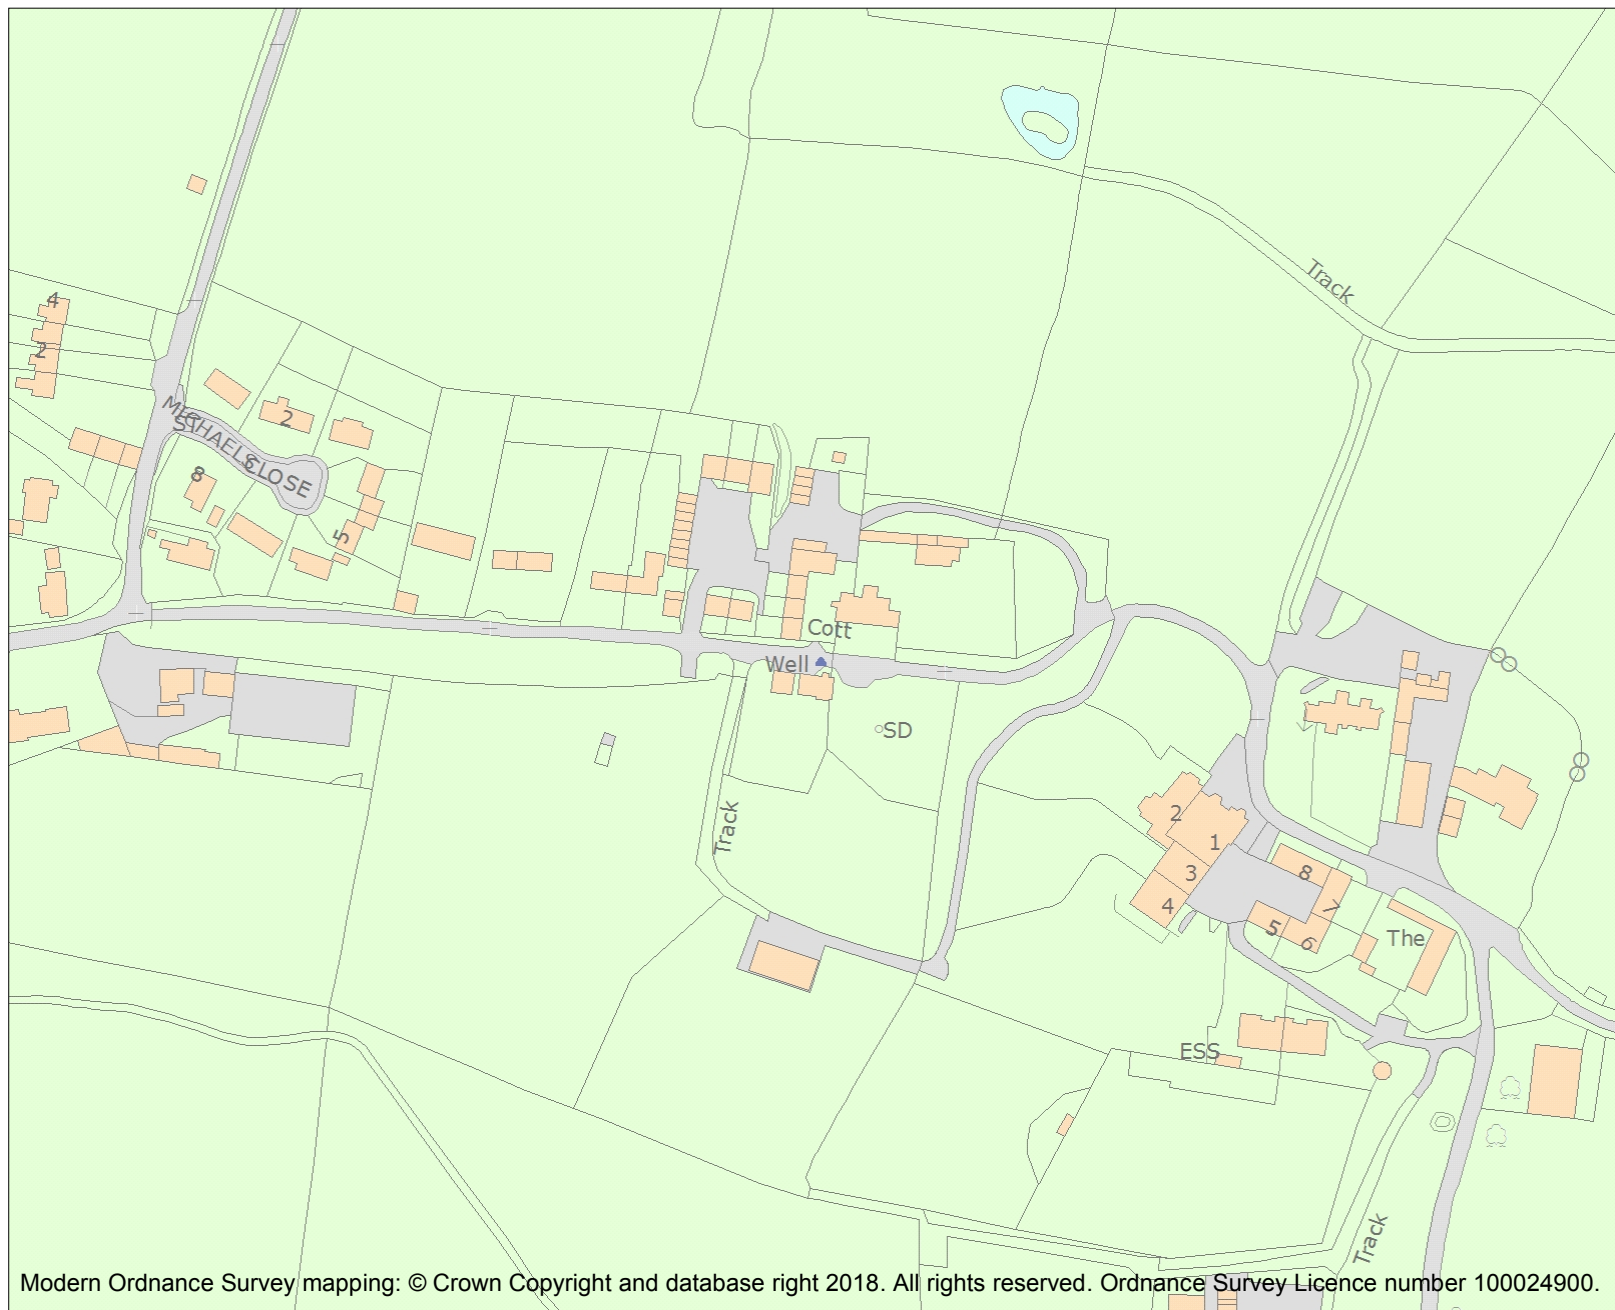 Track
4
2
ST
MICHAELS CLOSE
2
8
6
5
Cott
Well
SD
Track
2
1
3
4
8
7
5
6
The
ESS
Track
Modern Ordnance Survey mapping: © Crown Copyright and database right 2018. All rights reserved. Ordnance Survey Licence number 100024900.